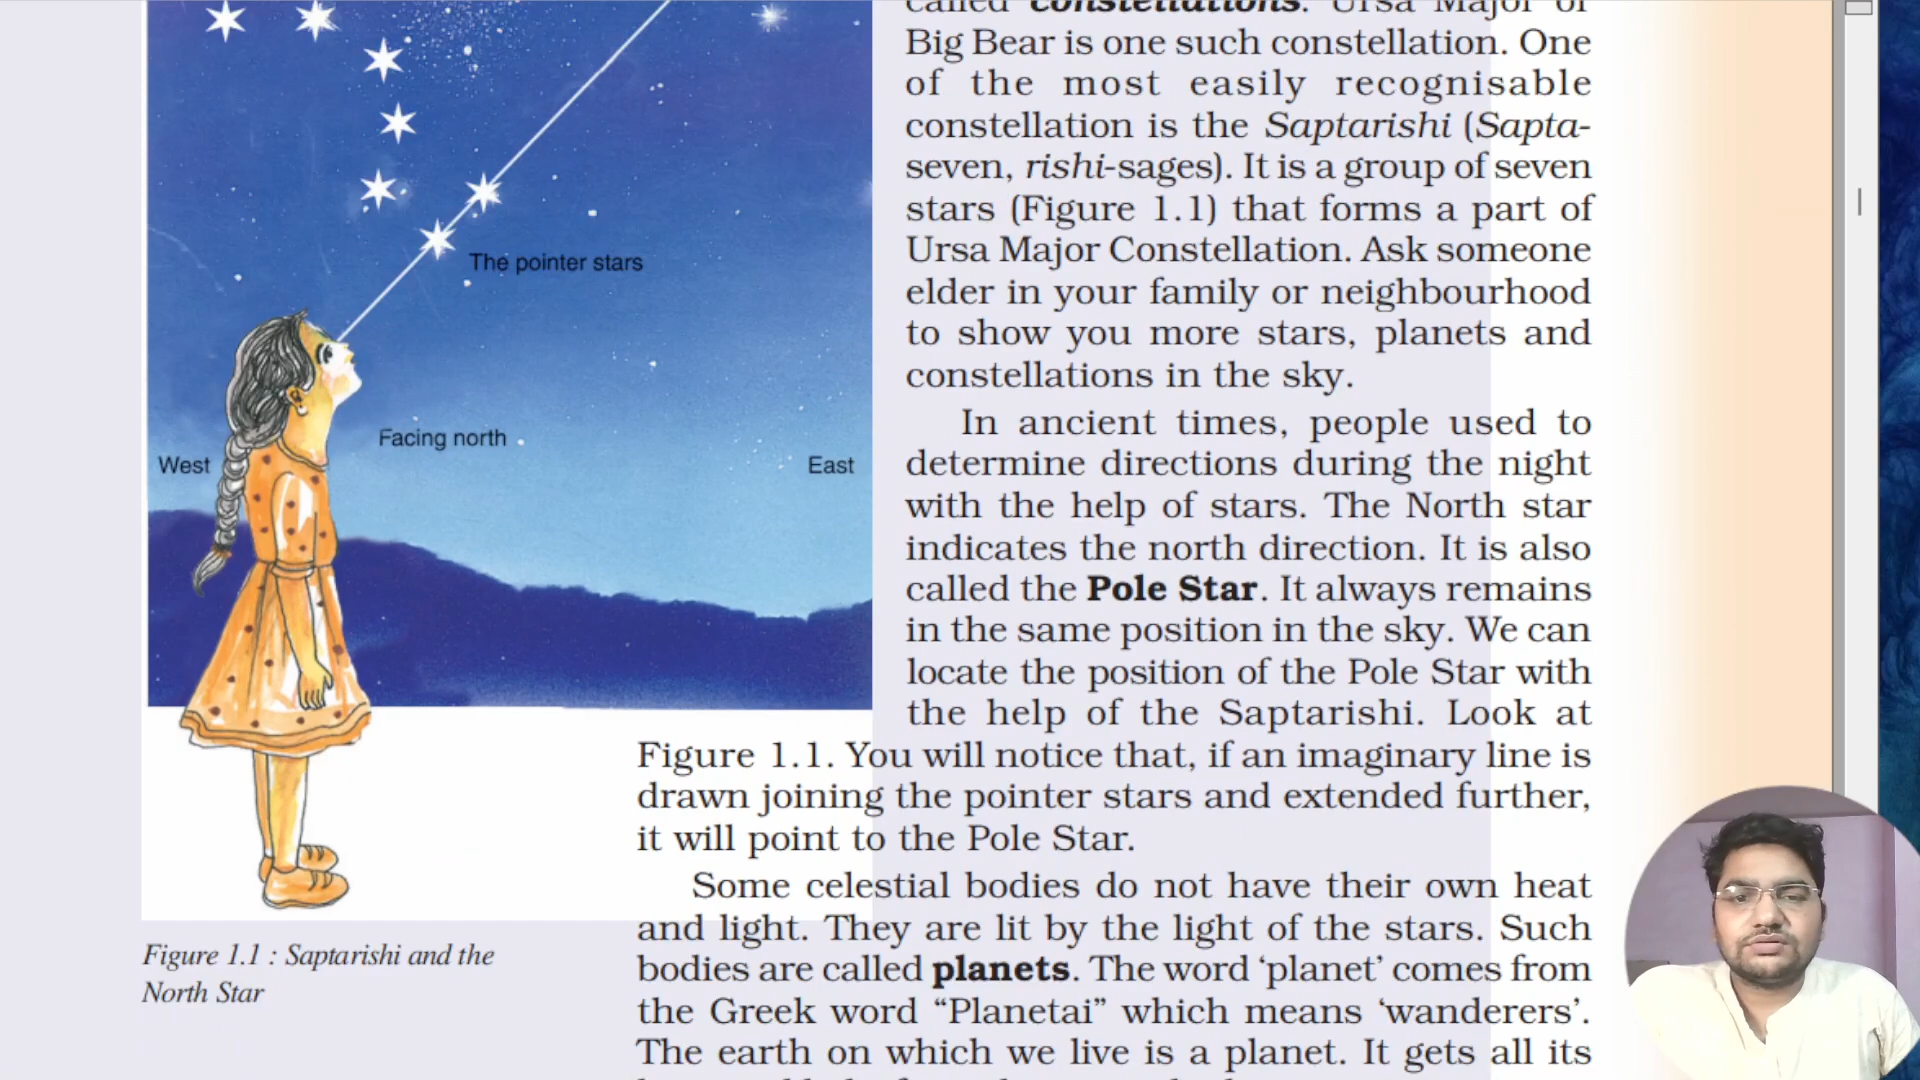 The pointer stars
Facing north
West
East
Figure 1.1 : Saptarishi and the
North Star
called constellations. Ursa Major or
Big Bear is one such constellation. One
of the most easily recognisable
constellation is the Saptarishi (Sapta-
seven, rishi-sages). It is a group of seven
stars (Figure 1.1) that forms a part of
Ursa Major Constellation. Ask someone
elder in your family or neighbourhood
to show you more stars, planets and
constellations in the sky.
In ancient times, people used to
determine directions during the night
with the help of stars. The North star
indicates the north direction. It is also
called the Pole Star. It always remains
in the same position in the sky. We can
locate the position of the Pole Star with
the help of the Saptarishi. Look at
Figure 1.1. You will notice that, if an imaginary line is
drawn joining the pointer stars and extended further,
it will point to the Pole Star.
Some celestial bodies do not have their own heat
and light. They are lit by the light of the stars. Such
bodies are called planets. The word ‘planet’ comes from
the Greek word “Planetai” which means ‘wanderers’.
The earth on which we live is a planet. It gets all its